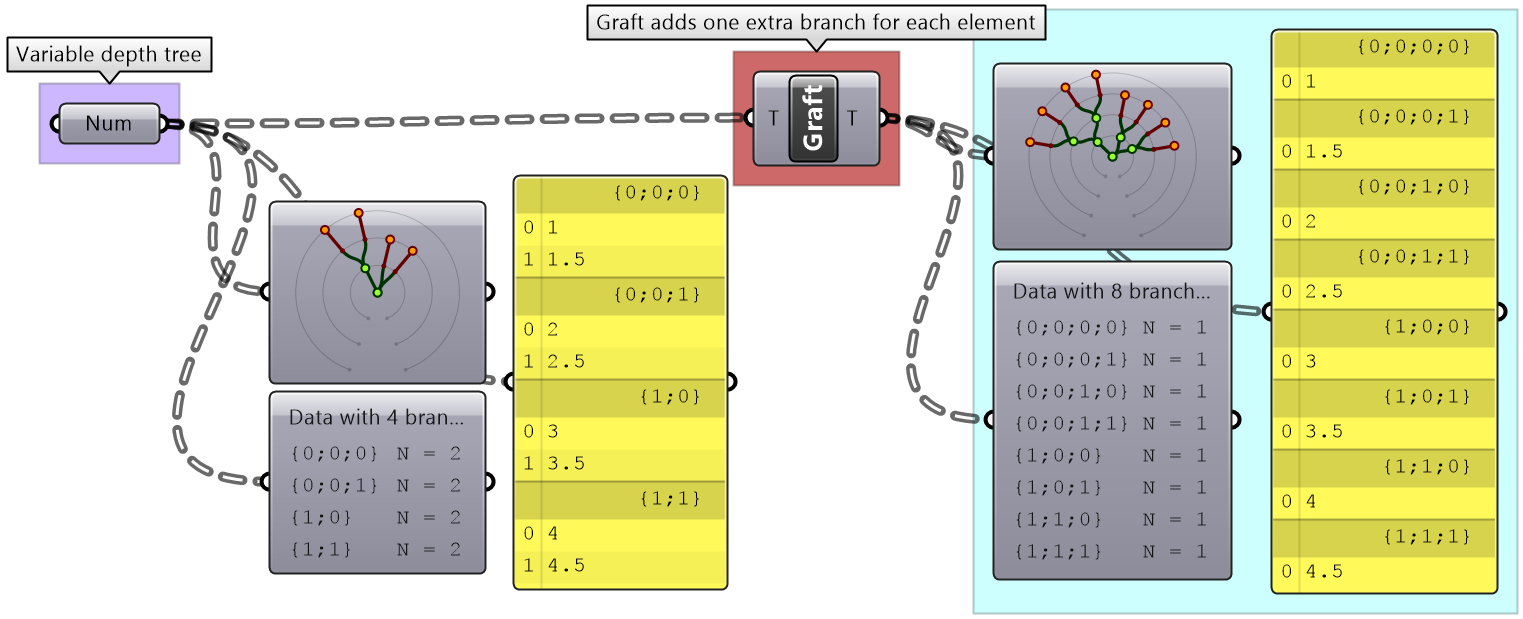 Graft adds one extra branch for each element
Variable depth tree
Num
T Graft T
{0;0;0}
0 1
1 1.5
{0;0;1}
0 2
1 2.5
{1;0}
0 3
1 3.5
{1;1}
0 4
1 4.5
Data with 4 bran...
{0;0;0} N = 2
{0;0;1} N = 2
{1;0} N = 2
{1;1} N = 2
Data with 8 branch...
{0;0;0;0} N = 1
{0;0;0;1} N = 1
{0;0;1;0} N = 1
{0;0;1;1} N = 1
{1;0;0} N = 1
{1;0;1} N = 1
{1;1;0} N = 1
{1;1;1} N = 1
{0;0;0;0}
0 1
{0;0;0;1}
0 1.5
{0;0;1;0}
0 2
{0;0;1;1}
0 2.5
{1;0;0}
0 3
{1;0;1}
0 3.5
{1;1;0}
0 4
{1;1;1}
0 4.5